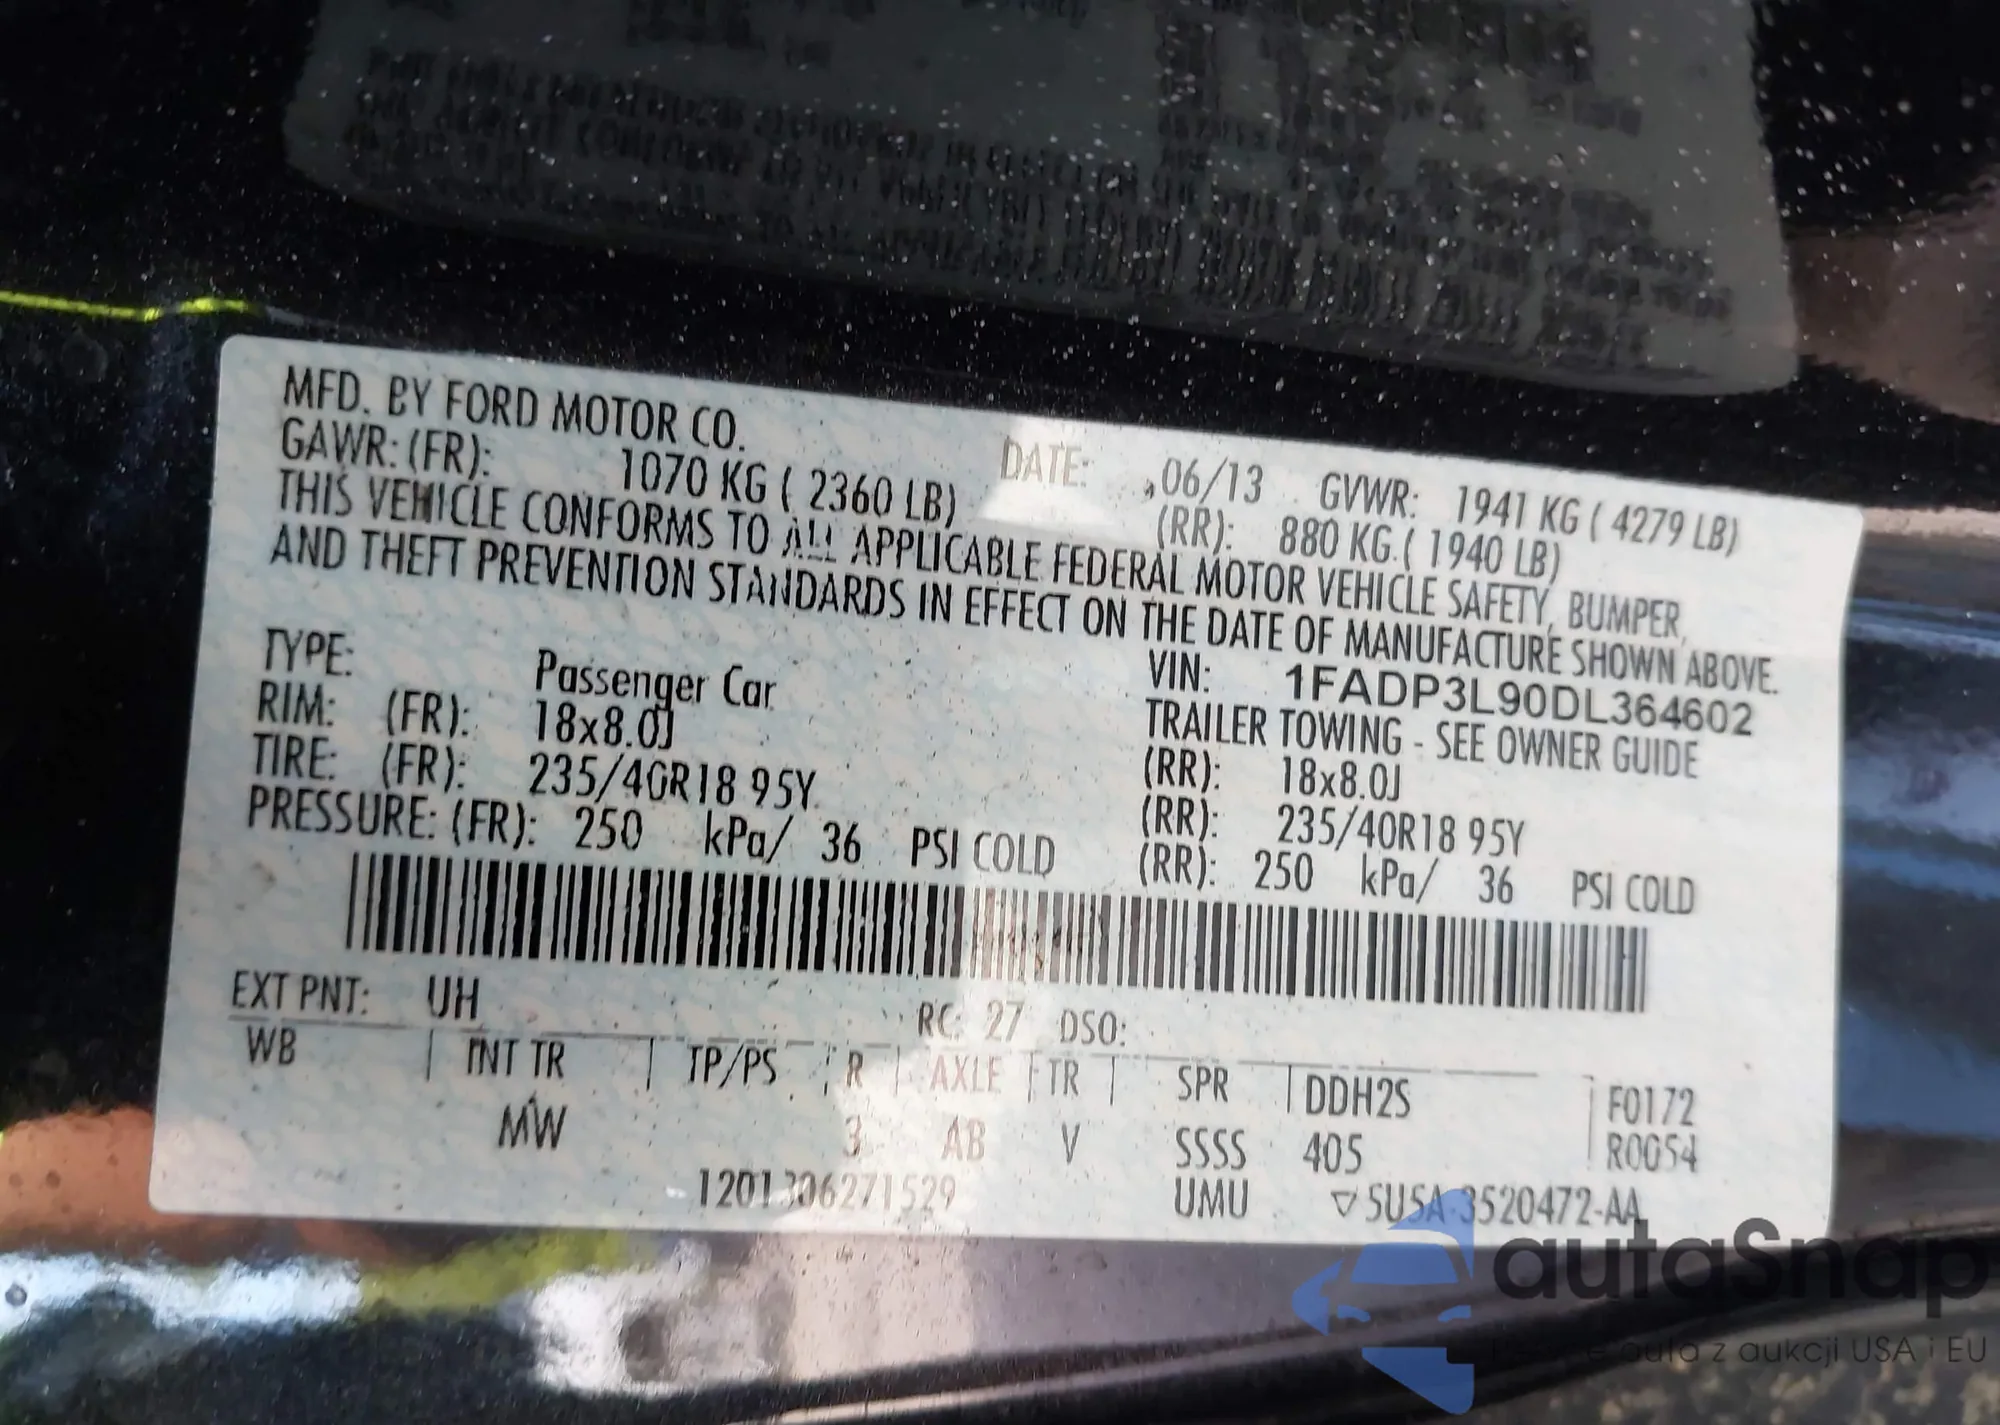 MFD. BY FORD MOTOR CO. DATE: 06/13 GVWR: 1941 KG ( 4279 LB)
GAWR: (FR): 1070 KG ( 2360 LB) (RR): 880 KG ( 1940 LB)
THIS VEHICLE CONFORMS TO ALL APPLICABLE FEDERAL MOTOR VEHICLE SAFETY, BUMPER,
AND THEFT PREVENTION STANDARDS IN EFFECT ON THE DATE OF MANUFACTURE SHOWN ABOVE.
VIN: 1FADP3L90DL364602
TYPE: Passenger Car TRAILER TOWING - SEE OWNER GUIDE
RIM: (FR): 18x8.0J (RR): 18x8.0J
TIRE: (FR): 235/40R18 95Y (RR): 235/40R18 95Y
PRESSURE: (FR): 250 kPa/ 36 PSI COLD (RR): 250 kPa/ 36 PSI COLD
EXT PNT: UH RC: 27 DSO:
WB | INT TR | TP/PS | R | AXLE | TR | SPR | DDH2S | F0172
MW 3 AB V SSSS 405 | R0054
1201306271529 UMU ▽ SU5A-3520472-AA
autaSnap
auta z aukcji USA i EU